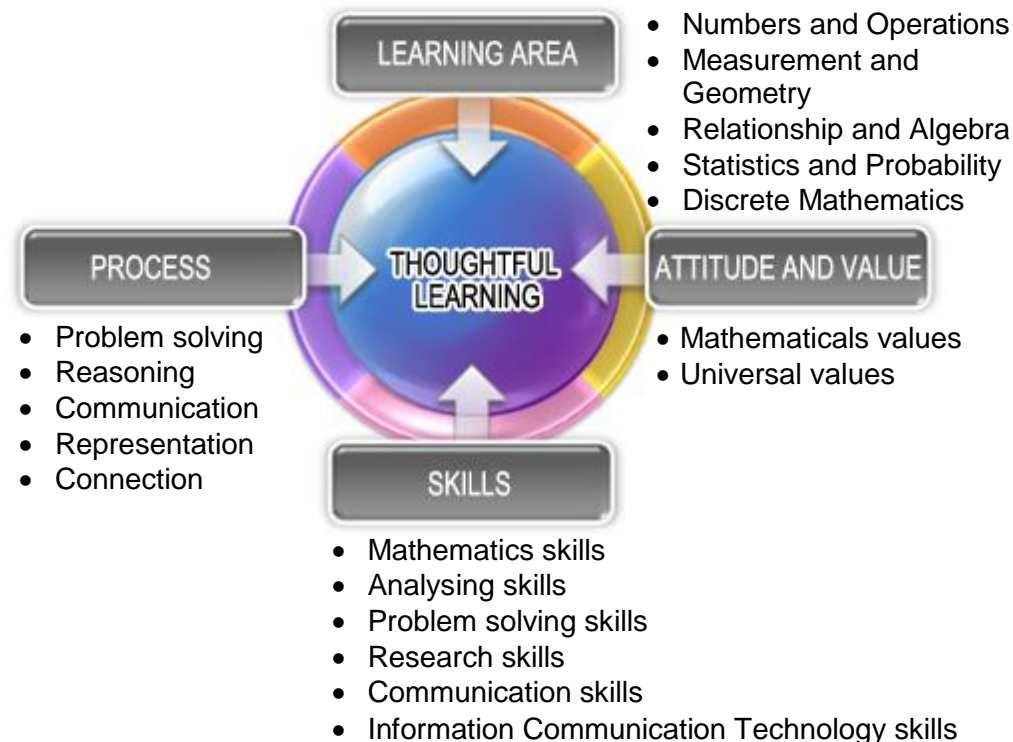 LEARNING AREA
• Numbers and Operations
• Measurement and
Geometry
• Relationship and Algebra
• Statistics and Probability
• Discrete Mathematics
PROCESS
• Problem solving
• Reasoning
• Communication
• Representation
• Connection
THOUGHTFUL
LEARNING
ATTITUDE AND VALUE
• Mathematicals values
• Universal values
SKILLS
• Mathematics skills
• Analysing skills
• Problem solving skills
• Research skills
• Communication skills
• Information Communication Technology skills